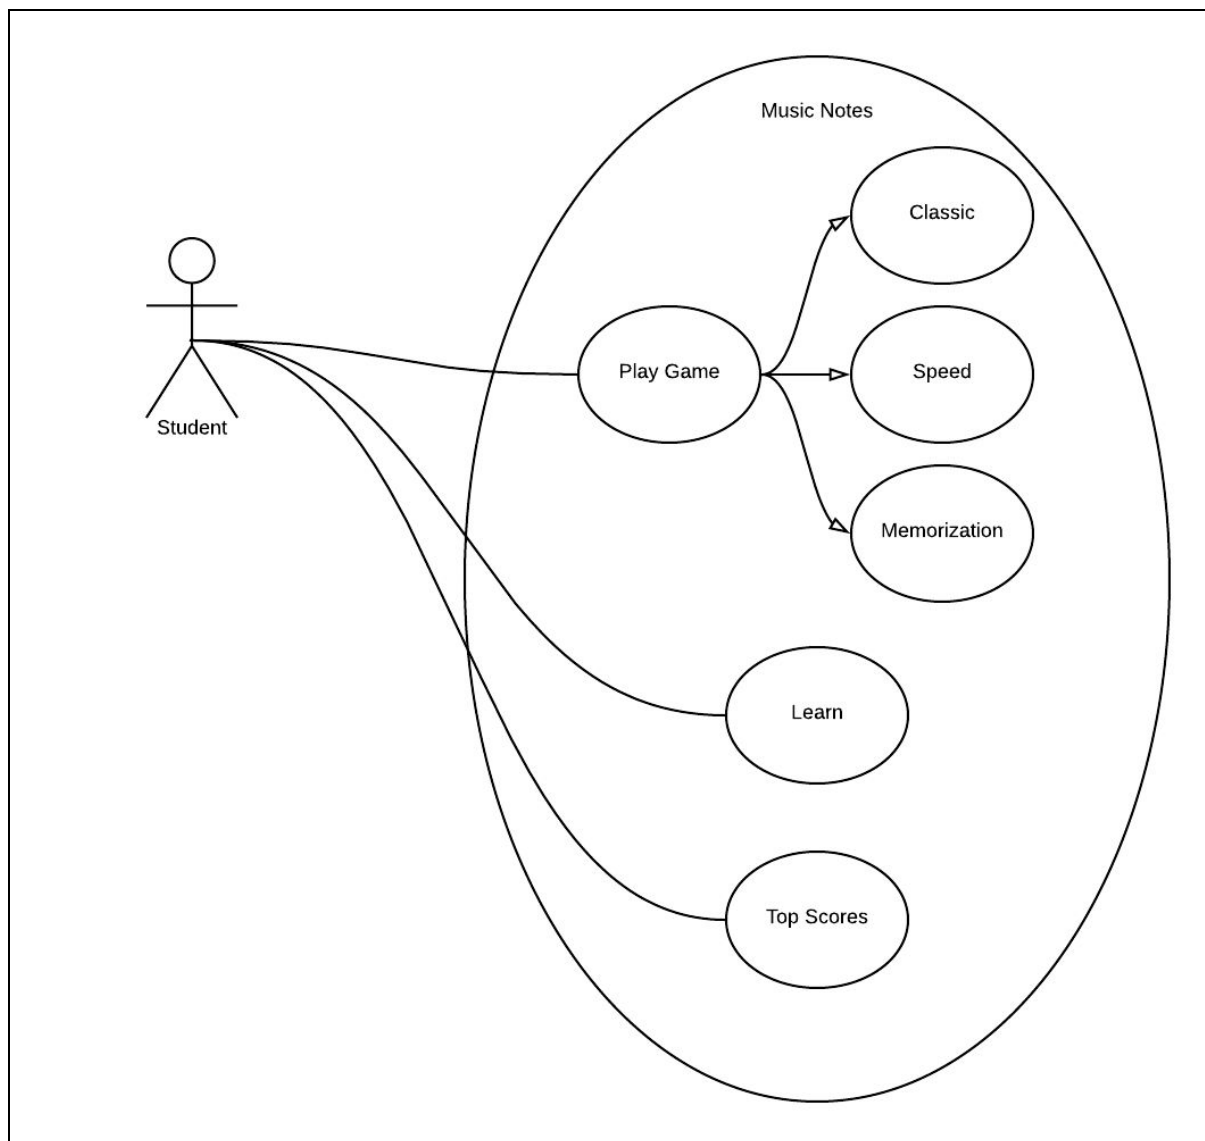 Music Notes
Classic
Student
Play Game
Speed
Memorization
Learn
Top Scores